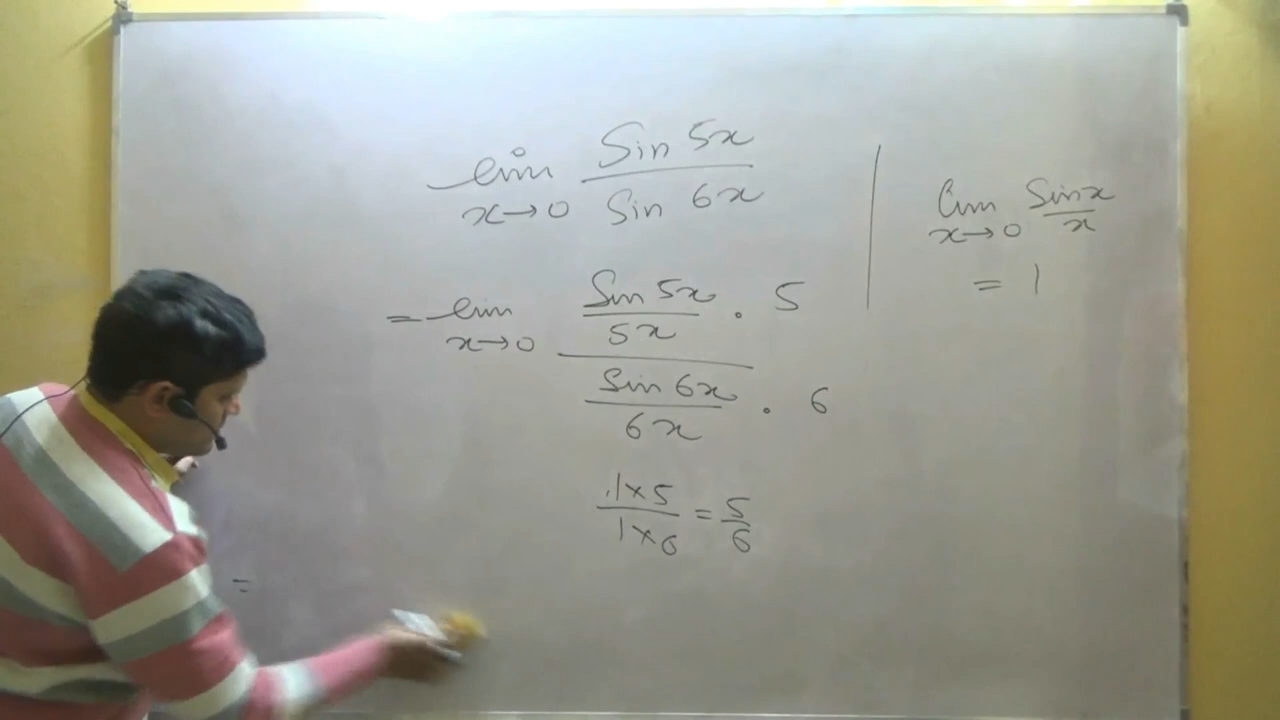 lim Sin 5x
x→0 Sin 6x
= lim Sin 5x . 5
x→0 5x
Sin 6x . 6
6x
.1×5 = 5
1×6 6
lim Sinx
x→0 x
= 1
=